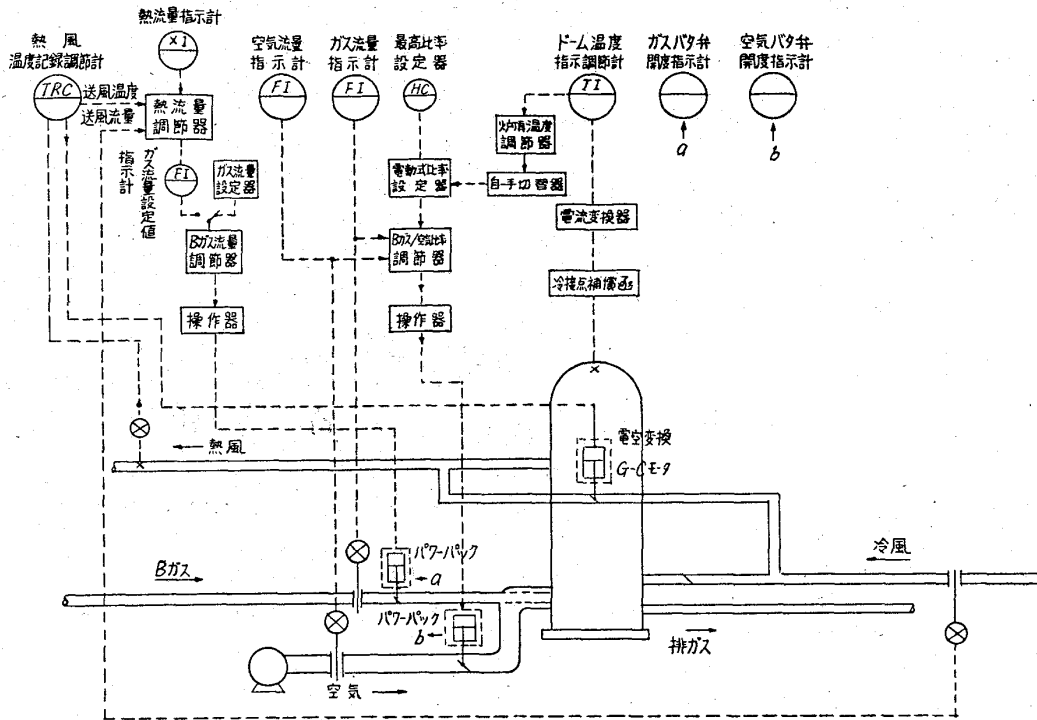 熱流量指示計
XI
熱風
温度記録調節計
TRC
送風温度
送風流量
熱流量
調節器
空気流量
指示計
FI
ガス流量
指示計
FI
最高比率
設定器
HC
ドーム温度
指示調節計
TI
ガスバタ弁
開度指示計
a
空気バタ弁
開度指示計
b
炉頂温度
調節器
ガス流量設定値
指示計
FI
ガス流量
設定器
電動式比率
設定器
自-手切替器
Bガス流量
調節器
Bガス/空気比率
調節器
電流変換器
冷接点補償函
操作器
操作器
熱風
電空変換
G-CE-9
冷風
Bガス
パワーパック
a
パワーパック
b
排ガス
空気